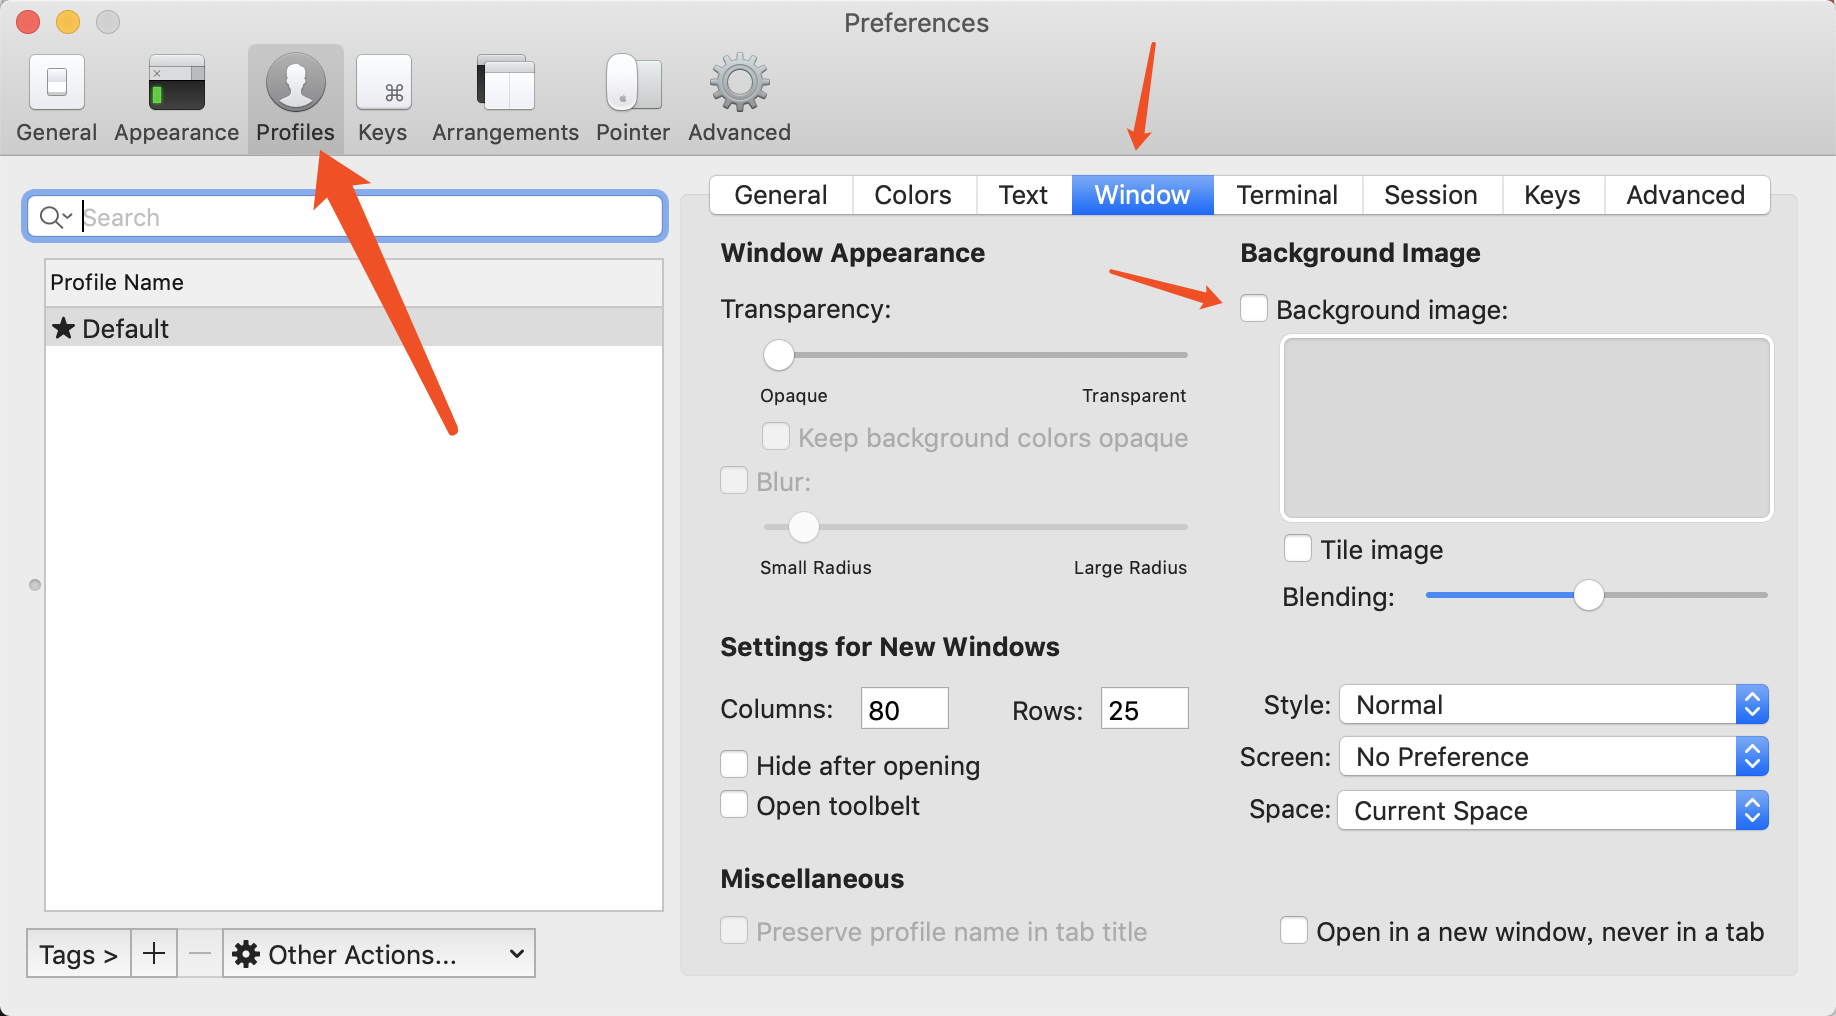 Preferences
General
Appearance
Profiles
Keys
Arrangements
Pointer
Advanced
Search
Profile Name
★ Default
Tags >
+
−
Other Actions...
General
Colors
Text
Window
Terminal
Session
Keys
Advanced
Window Appearance
Transparency:
Opaque
Transparent
Keep background colors opaque
Blur:
Small Radius
Large Radius
Background Image
Background image:
Tile image
Blending:
Settings for New Windows
Columns: 80
Rows: 25
Hide after opening
Open toolbelt
Style: Normal
Screen: No Preference
Space: Current Space
Miscellaneous
Preserve profile name in tab title
Open in a new window, never in a tab